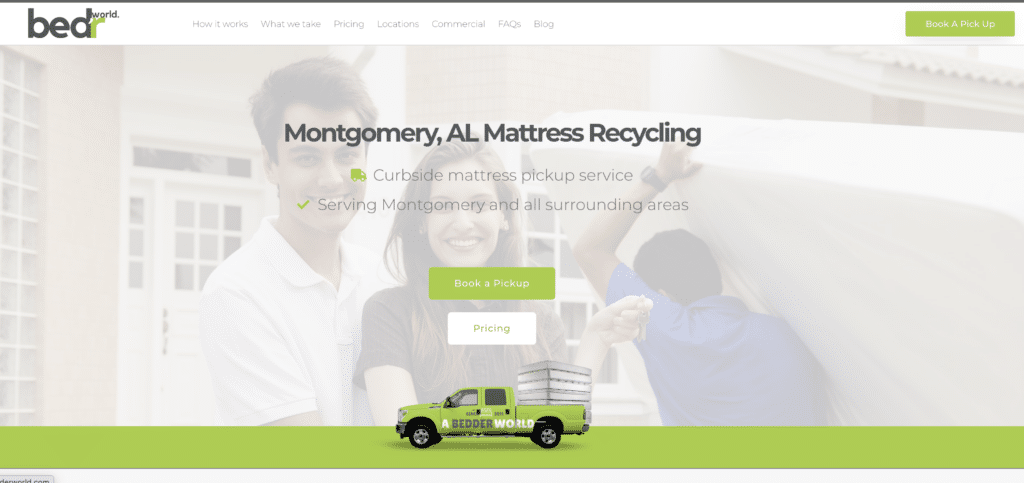 bedr world.
How it works What we take Pricing Locations Commercial FAQs Blog
Book A Pick Up
Montgomery, AL Mattress Recycling
Curbside mattress pickup service
Serving Montgomery and all surrounding areas
Book a Pickup
Pricing
A BEDDER WORLD
derworld.com